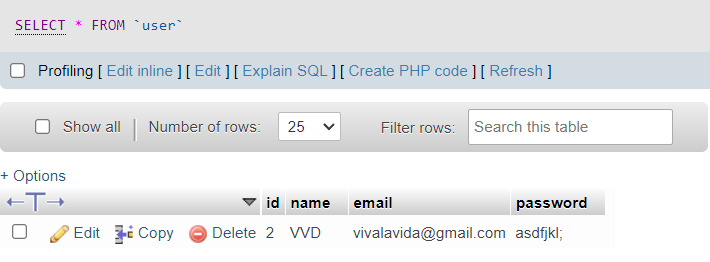 SELECT * FROM `user`
Profiling [ Edit inline ] [ Edit ] [ Explain SQL ] [ Create PHP code ] [ Refresh ]
Show all Number of rows: 25 Filter rows: Search this table
+ Options
←T→ id name email password
Edit Copy Delete 2 VVD vivalavida@gmail.com asdfjkl;